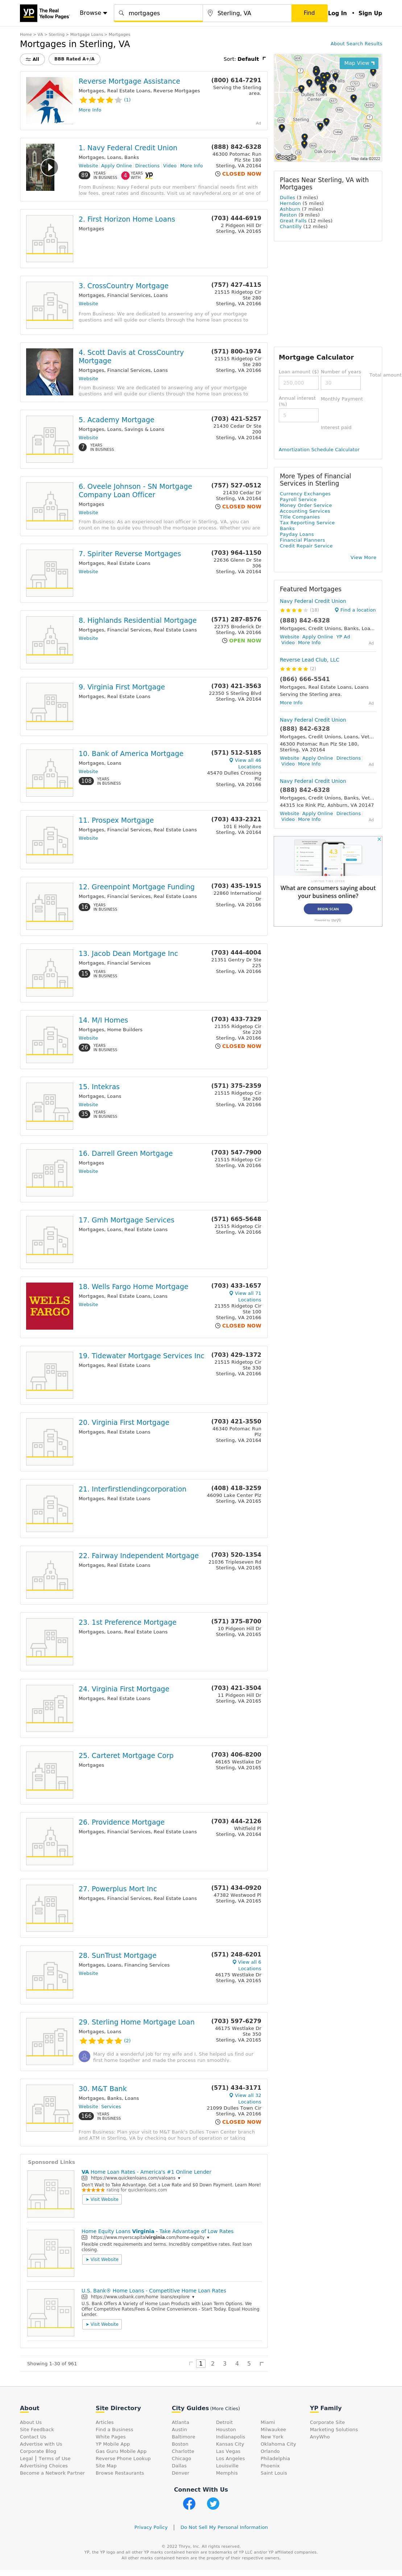 The Real
Yellow Pages
Browse
mortgages
Sterling, VA
Find
Log In • Sign Up
Home » VA » Sterling » Mortgage Loans » Mortgages
Mortgages in Sterling, VA
About Search Results
All
BBB Rated A+/A
Sort: Default
Reverse Mortgage Assistance
Mortgages, Real Estate Loans, Reverse Mortgages
(1)
More Info
(800) 614-7291
Serving the Sterling
area.
Ad
1. Navy Federal Credit Union
Mortgages, Loans, Banks
Website Apply Online Directions Video More Info
89 YEARS IN BUSINESS
YEARS WITH YP
From Business: Navy Federal puts our members' financial needs first with
low fees, great rates and discounts. Visit us at navyfederal.org or at one of
(888) 842-6328
46300 Potomac Run
Plz Ste 180
Sterling, VA 20164
CLOSED NOW
2. First Horizon Home Loans
Mortgages
(703) 444-6919
2 Pidgeon Hill Dr
Sterling, VA 20165
3. CrossCountry Mortgage
Mortgages, Financial Services, Loans
Website
From Business: We are dedicated to answering any of your mortgage
questions and will guide our clients through the home loan process to
(757) 427-4115
21515 Ridgetop Cir
Ste 280
Sterling, VA 20166
4. Scott Davis at CrossCountry
Mortgage
Mortgages, Financial Services, Loans
Website
From Business: We are dedicated to answering any of your mortgage
questions and will guide our clients through the home loan process to
(571) 800-1974
21515 Ridgetop Cir
Ste 280
Sterling, VA 20166
5. Academy Mortgage
Mortgages, Loans, Savings & Loans
Website
7 YEARS IN BUSINESS
(703) 421-5257
21430 Cedar Dr Ste
200
Sterling, VA 20164
6. Oveele Johnson - SN Mortgage
Company Loan Officer
Mortgages
Website
From Business: As an experienced loan officer in Sterling, VA, you can
count on me to guide you through the mortgage process. Whether you are
(757) 527-0512
21430 Cedar Dr
Sterling, VA 20164
CLOSED NOW
7. Spiriter Reverse Mortgages
Mortgages, Real Estate Loans
Website
(703) 964-1150
22636 Glenn Dr Ste
306
Sterling, VA 20164
8. Highlands Residential Mortgage
Mortgages, Financial Services, Real Estate Loans
Website
(571) 287-8576
22375 Broderick Dr
Sterling, VA 20166
OPEN NOW
9. Virginia First Mortgage
Mortgages, Real Estate Loans
(703) 421-3563
22350 S Sterling Blvd
Sterling, VA 20164
10. Bank of America Mortgage
Mortgages, Loans
Website
108 YEARS IN BUSINESS
(571) 512-5185
View all 46
Locations
45470 Dulles Crossing
Plz
Sterling, VA 20166
11. Prospex Mortgage
Mortgages, Financial Services, Real Estate Loans
Website
(703) 433-2321
101 E Holly Ave
Sterling, VA 20164
12. Greenpoint Mortgage Funding
Mortgages, Financial Services, Real Estate Loans
16 YEARS IN BUSINESS
(703) 435-1915
22860 International
Dr
Sterling, VA 20166
13. Jacob Dean Mortgage Inc
Mortgages, Financial Services
15 YEARS IN BUSINESS
(703) 444-4004
21351 Gentry Dr Ste
225
Sterling, VA 20166
14. M/I Homes
Mortgages, Home Builders
Website
26 YEARS IN BUSINESS
(703) 433-7329
21355 Ridgetop Cir
Ste 220
Sterling, VA 20166
CLOSED NOW
15. Intekras
Mortgages, Loans
Website
35 YEARS IN BUSINESS
(571) 375-2359
21515 Ridgetop Cir
Ste 260
Sterling, VA 20166
16. Darrell Green Mortgage
Mortgages
Website
(703) 547-7900
21515 Ridgetop Cir
Sterling, VA 20166
17. Gmh Mortgage Services
Mortgages, Loans, Real Estate Loans
(571) 665-5648
21515 Ridgetop Cir
Sterling, VA 20166
WELLS
FARGO
18. Wells Fargo Home Mortgage
Mortgages, Real Estate Loans, Loans
Website
(703) 433-1657
View all 71
Locations
21355 Ridgetop Cir
Ste 100
Sterling, VA 20166
CLOSED NOW
19. Tidewater Mortgage Services Inc
Mortgages, Real Estate Loans
(703) 429-1372
21515 Ridgetop Cir
Ste 330
Sterling, VA 20166
20. Virginia First Mortgage
Mortgages, Real Estate Loans
(703) 421-3550
46340 Potomac Run
Plz
Sterling, VA 20164
21. Interfirstlendingcorporation
Mortgages, Real Estate Loans
(408) 418-3259
46090 Lake Center Plz
Sterling, VA 20165
22. Fairway Independent Mortgage
Mortgages, Real Estate Loans
(703) 520-1354
21036 Tripleseven Rd
Sterling, VA 20165
23. 1st Preference Mortgage
Mortgages, Loans, Real Estate Loans
(571) 375-8700
10 Pidgeon Hill Dr
Sterling, VA 20165
24. Virginia First Mortgage
Mortgages, Real Estate Loans
(703) 421-3504
11 Pidgeon Hill Dr
Sterling, VA 20165
25. Carteret Mortgage Corp
Mortgages
(703) 406-8200
46165 Westlake Dr
Sterling, VA 20165
26. Providence Mortgage
Mortgages, Financial Services, Real Estate Loans
(703) 444-2126
Whitfield Pl
Sterling, VA 20164
27. Powerplus Mort Inc
Mortgages, Financial Services, Real Estate Loans
(571) 434-0920
47382 Westwood Pl
Sterling, VA 20165
28. SunTrust Mortgage
Mortgages, Loans, Financing Services
Website
(571) 248-6201
View all 6
Locations
46175 Westlake Dr
Sterling, VA 20165
29. Sterling Home Mortgage Loan
Mortgages, Loans
(2)
Mary did a wonderful job for my wife and I. She helped us find our
first home-together and made the process run smoothly.
(703) 597-6279
46175 Westlake Dr
Ste 350
Sterling, VA 20165
30. M&T Bank
Mortgages, Banks, Loans
Website Services
166 YEARS IN BUSINESS
From Business: Plan your visit to M&T Bank's Dulles Town Center branch
and ATM in Sterling, VA by checking our hours of operation or taking
(571) 434-3171
View all 32
Locations
21099 Dulles Town Cir
Sterling, VA 20166
CLOSED NOW
Sponsored Links
VA Home Loan Rates - America's #1 Online Lender
Ad https://www.quickenloans.com/valoans
Don't Wait to Take Advantage. Get a Low Rate and $0 Down Payment. Learn More!
rating for quickenloans.com
Visit Website
Home Equity Loans Virginia - Take Advantage of Low Rates
Ad https://www.myerscapitalvirginia.com/home-equity
Flexible credit requirements and terms. Incredibly competitive rates. Fast loan
closing.
Visit Website
U.S. Bank® Home Loans - Competitive Home Loan Rates
Ad https://www.usbank.com/home loans/explore
U.S. Bank Offers A Variety of Home Loan Products with Loan Term Options. We
Offer Competitive Rates/Fees & Online Conveniences - Start Today. Equal Housing
Lender.
Visit Website
Showing 1-30 of 961
1 2 3 4 5
Map View
Dulles Town
Center
Sterling
Oak Grove
Google
Map data ©2022
Places Near Sterling, VA with
Mortgages
Dulles (3 miles)
Herndon (5 miles)
Ashburn (7 miles)
Reston (9 miles)
Great Falls (12 miles)
Chantilly (12 miles)
Mortgage Calculator
Loan amount ($) Number of years
Total amount
250,000 30
Annual interest
(%)
Monthly Payment
5
Interest paid
Amortization Schedule Calculator
More Types of Financial
Services in Sterling
Currency Exchanges
Payroll Service
Money Order Service
Accounting Services
Title Companies
Tax Reporting Service
Banks
Payday Loans
Financial Planners
Credit Repair Service
View More
Featured Mortgages
Navy Federal Credit Union
(18)
Find a location
(888) 842-6328
Mortgages, Credit Unions, Banks, Loa...
Website Apply Online YP Ad
Video More Info
Ad
Reverse Lead Club, LLC
(866) 666-5541
Mortgages, Real Estate Loans, Loans
Serving the Sterling area.
More Info
Ad
Navy Federal Credit Union
(888) 842-6328
Mortgages, Credit Unions, Loans, Vet...
46300 Potomac Run Plz Ste 180,
Sterling, VA 20164
Website Apply Online Directions
Video More Info
Ad
Navy Federal Credit Union
(888) 842-6328
Mortgages, Credit Unions, Banks, Vet...
44315 Ice Rink Plz, Ashburn, VA 20147
Website Apply Online Directions
Video More Info
Ad
4.3
What are consumers saying about
your business online?
BEGIN SCAN
About
About Us
Site Feedback
Contact Us
Advertise with Us
Corporate Blog
Legal | Terms of Use
Advertising Choices
Become a Network Partner
Site Directory
Articles
Find a Business
White Pages
YP Mobile App
Gas Guru Mobile App
Reverse Phone Lookup
Site Map
Browse Restaurants
City Guides (More Cities)
Atlanta
Austin
Baltimore
Boston
Charlotte
Chicago
Dallas
Denver
Detroit
Houston
Indianapolis
Kansas City
Las Vegas
Los Angeles
Louisville
Memphis
Miami
Milwaukee
New York
Oklahoma City
Orlando
Philadelphia
Phoenix
Saint Louis
YP Family
Corporate Site
Marketing Solutions
AnyWho
Connect With Us
Privacy Policy | Do Not Sell My Personal Information
© 2022 Thryv, Inc. All rights reserved.
YP, the YP logo and all other YP marks contained herein are trademarks of YP LLC and/or YP affiliated companies.
All other marks contained herein are the property of their respective owners.